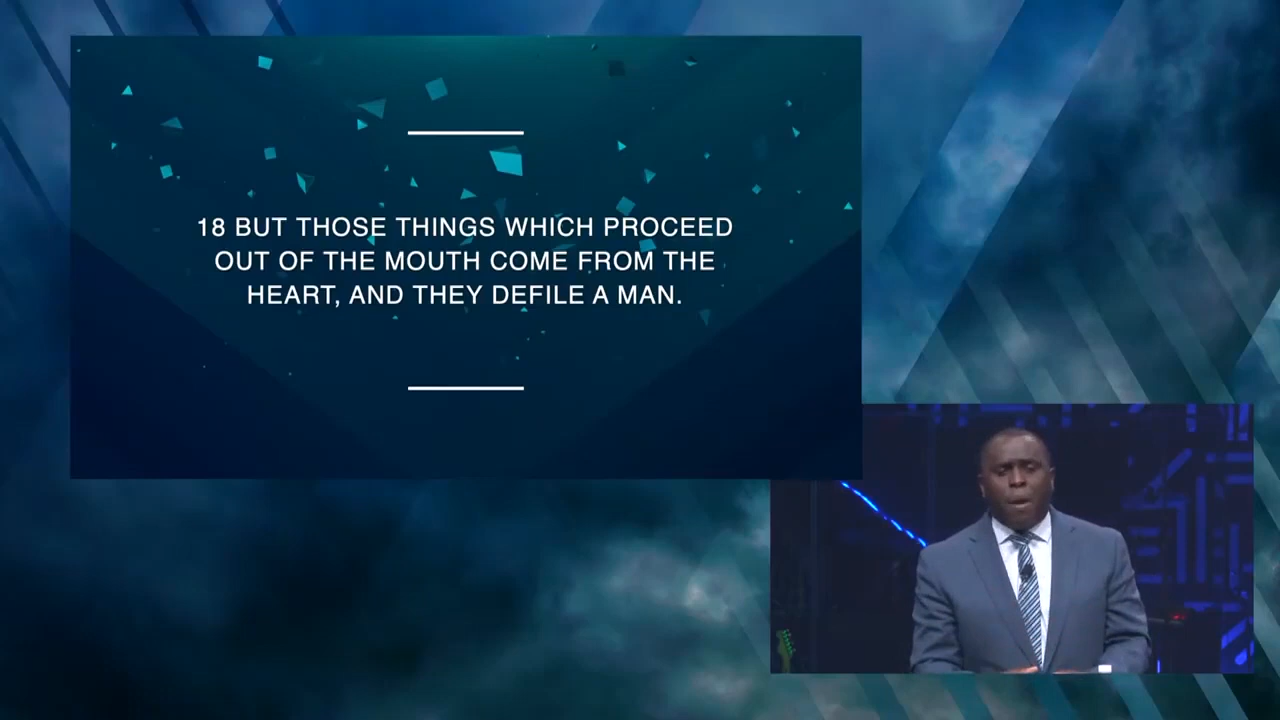 18 BUT THOSE THINGS WHICH PROCEED
OUT OF THE MOUTH COME FROM THE
HEART, AND THEY DEFILE A MAN.